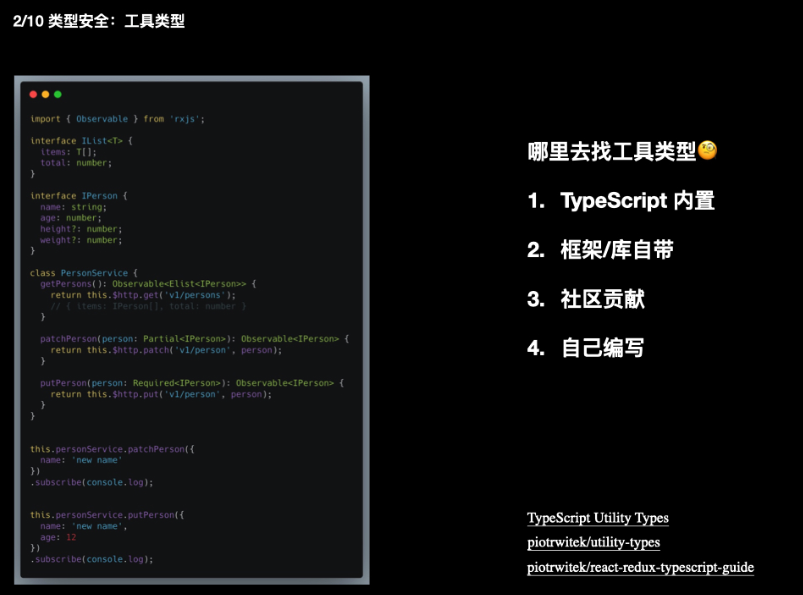 2/10 类型安全：工具类型
import { Observable } from 'rxjs';
interface IList<T> {
items: T[];
total: number;
}
interface IPerson {
name: string;
age: number;
height?: number;
weight?: number;
}
class PersonService {
getPersons(): Observable<Elist<IPerson>> {
return this.$http.get('v1/persons');
// { items: IPerson[], total: number }
}
patchPerson(person: Partial<IPerson>): Observable<IPerson> {
return this.$http.patch('v1/person', person);
}
putPerson(person: Required<IPerson>): Observable<IPerson> {
return this.$http.put('v1/person', person);
}
}
this.personService.patchPerson({
name: 'new name'
})
.subscribe(console.log);
this.personService.putPerson({
name: 'new name',
age: 12
})
.subscribe(console.log);
哪里去找工具类型🧐
1. TypeScript 内置
2. 框架/库自带
3. 社区贡献
4. 自己编写
TypeScript Utility Types
piotrwitek/utility-types
piotrwitek/react-redux-typescript-guide